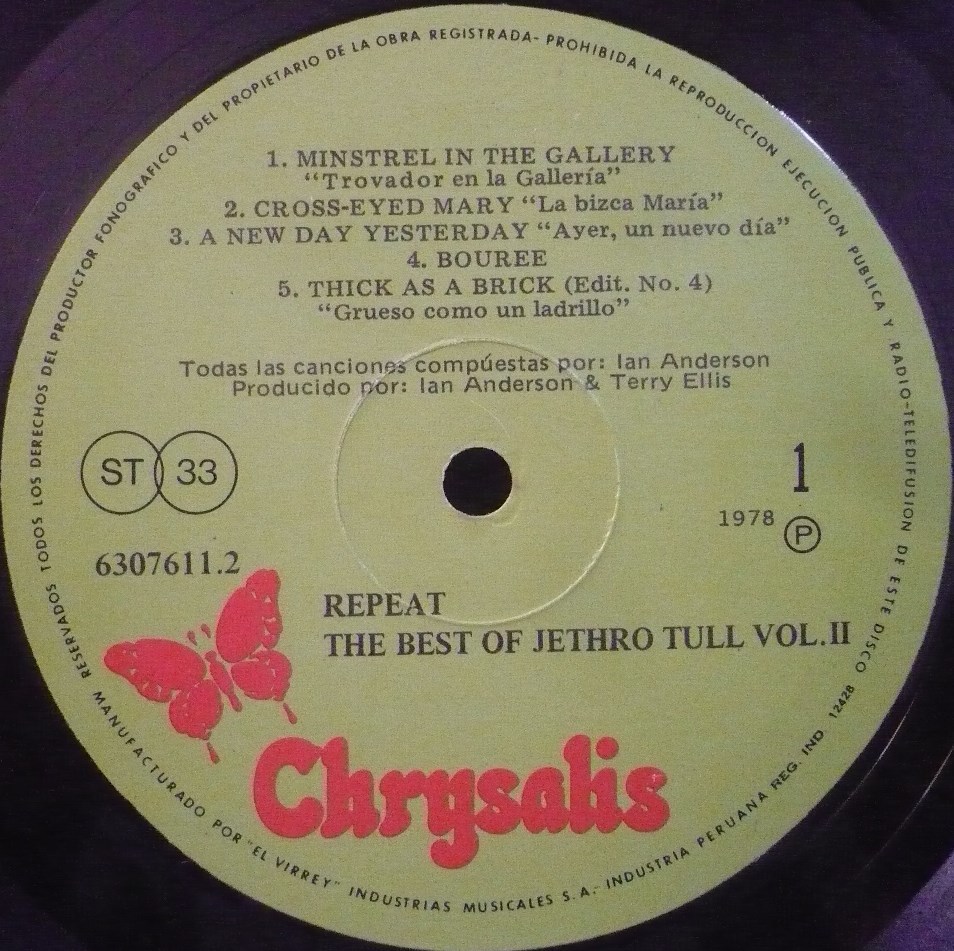 RESERVADOS TODOS LOS DERECHOS DEL PRODUCTOR FONOGRAFICO Y DEL PROPIETARIO DE LA OBRA REGISTRADA- PROHIBIDA LA REPRODUCCION EJECUCION PUBLICA Y RADIO-TELEDIFUSION DE ESTE DISCO
1. MINSTREL IN THE GALLERY
“Trovador en la Gallería”
2. CROSS-EYED MARY “La bizca María”
3. A NEW DAY YESTERDAY “Ayer, un nuevo día”
4. BOUREE
5. THICK AS A BRICK (Edit. No. 4)
“Grueso como un ladrillo”
Todas las canciones compúestas por: Ian Anderson
Producido por: Ian Anderson & Terry Ellis
ST 33
1
1978 P
6307611.2
REPEAT
THE BEST OF JETHRO TULL VOL.II
Chrysalis
MANUFACTURADO POR "EL VIRREY" INDUSTRIAS MUSICALES S.A.- INDUSTRIA PERUANA REG. IND 12428